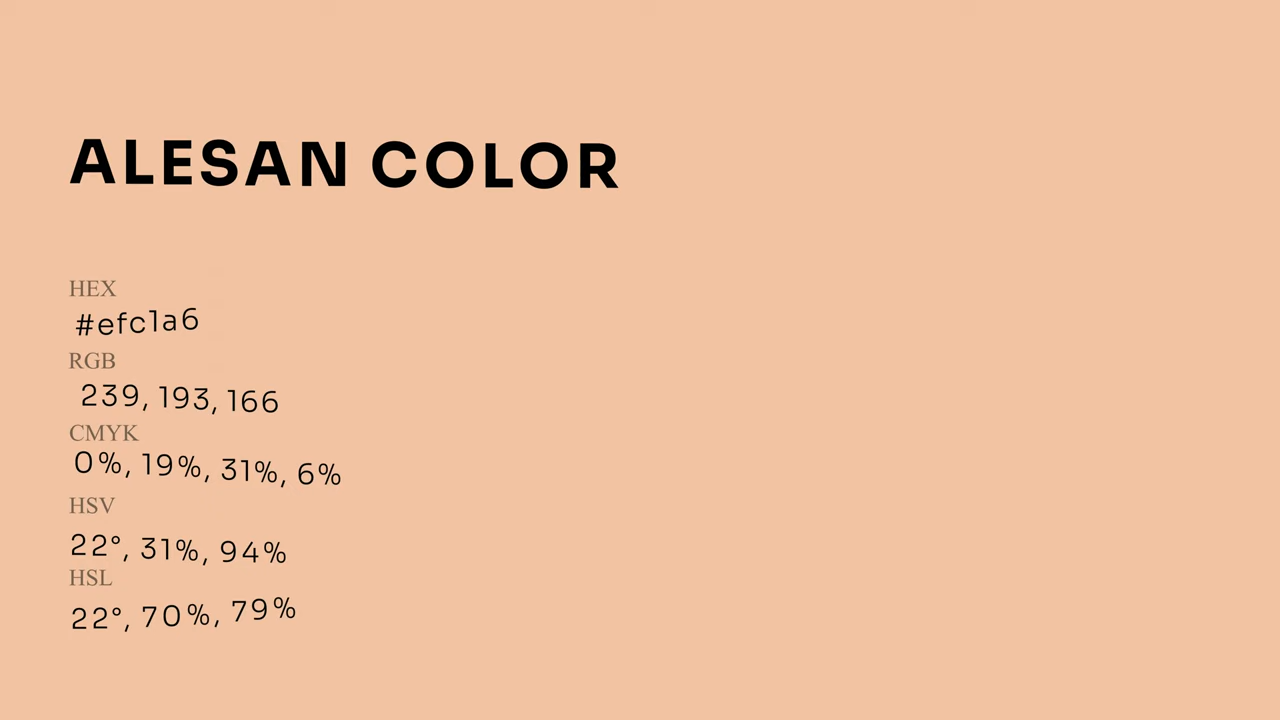 ALESAN COLOR
HEX
#efc1a6
RGB
239, 193, 166
CMYK
0%, 19%, 31%, 6%
HSV
22°, 31%, 94%
HSL
22°, 70%, 79%